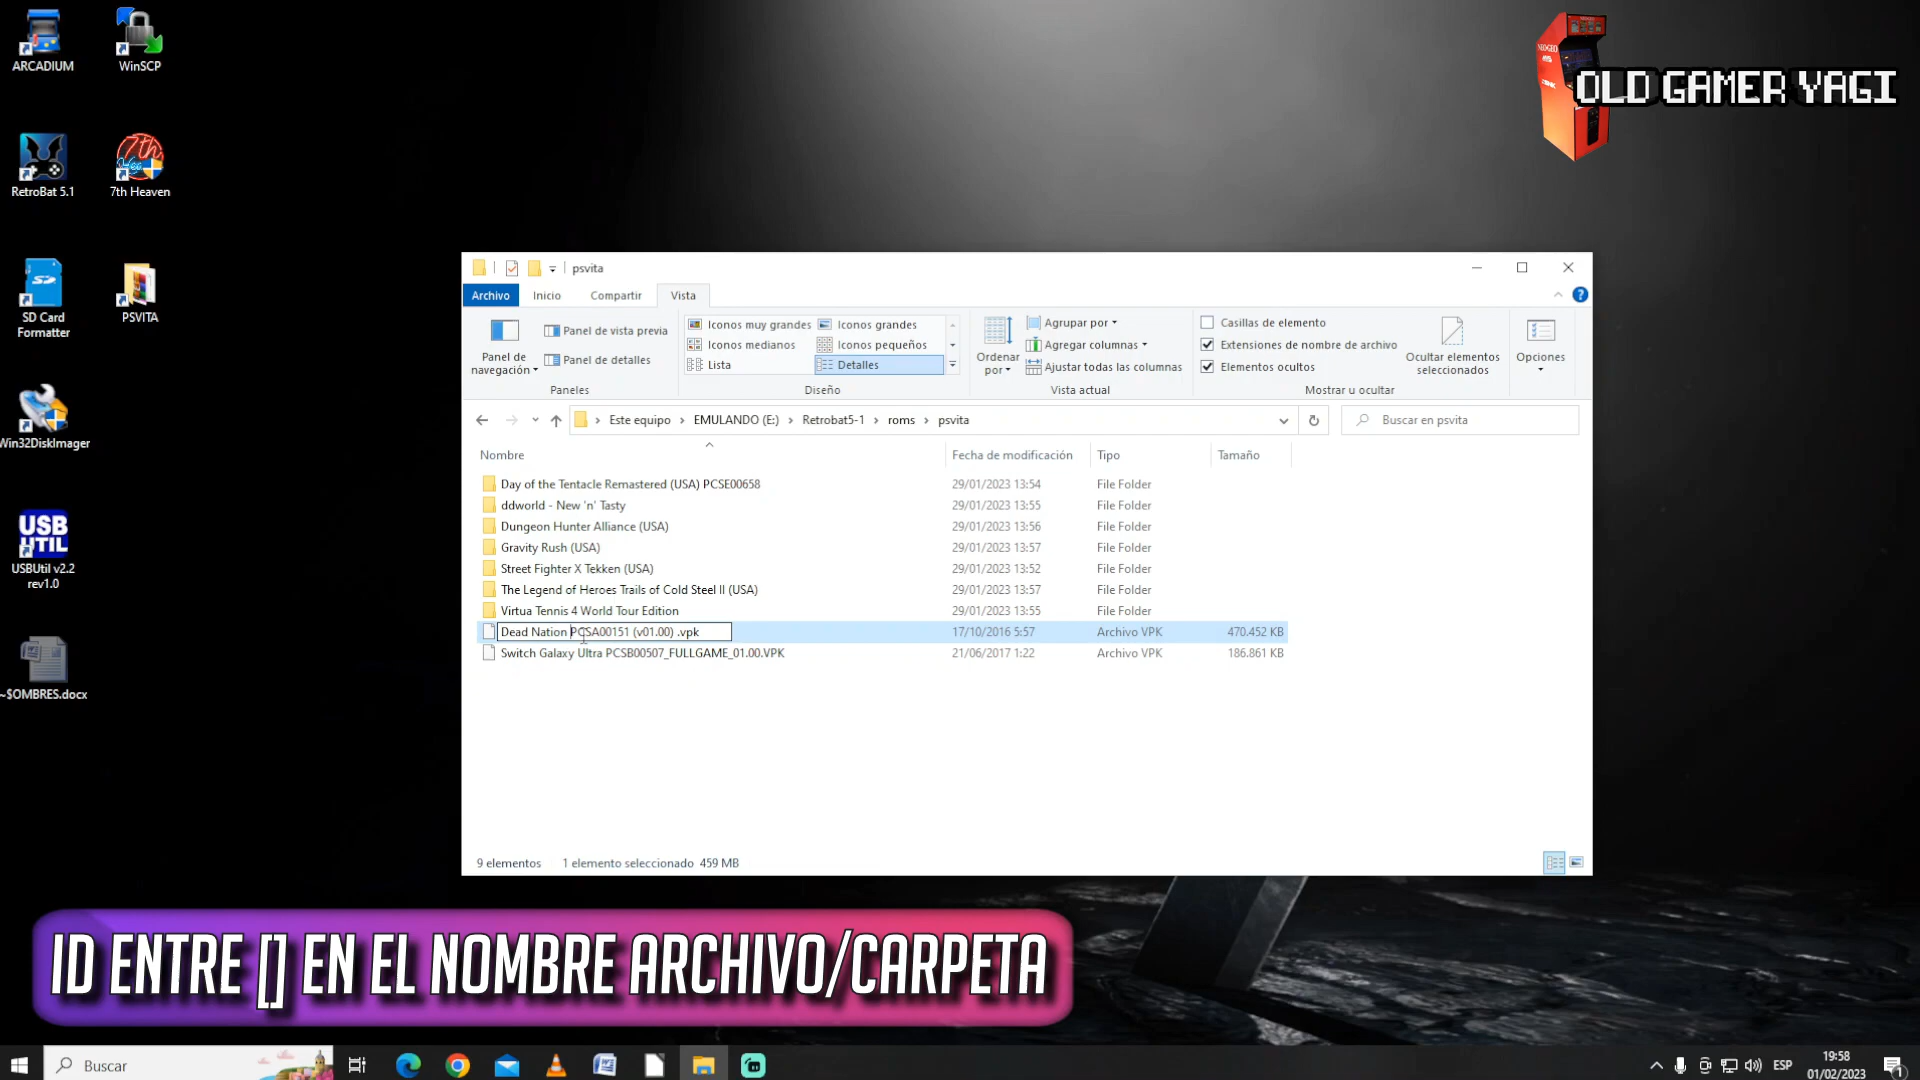 ARCADIUM
WinSCP
RetroBat 5.1
7th Heaven
SD Card
Formatter
PSVITA
Win32DiskImager
USB
UTIL
USBUtil v2.2
rev1.0
~$OMBRES.docx
OLD GAMER YAGI
psvita
Archivo
Inicio
Compartir
Vista
Panel de
navegación
Panel de vista previa
Panel de detalles
Paneles
Iconos muy grandes
Iconos grandes
Iconos medianos
Iconos pequeños
Lista
Detalles
Diseño
Ordenar
por
Agrupar por
Agregar columnas
Ajustar todas las columnas
Vista actual
Casillas de elemento
Extensiones de nombre de archivo
Elementos ocultos
Ocultar elementos
seleccionados
Mostrar u ocultar
Opciones
Este equipo > EMULANDO (E:) > Retrobat5-1 > roms > psvita
Buscar en psvita
Nombre Fecha de modificación Tipo Tamaño
Day of the Tentacle Remastered (USA) PCSE00658 29/01/2023 13:54 File Folder
ddworld - New 'n' Tasty 29/01/2023 13:55 File Folder
Dungeon Hunter Alliance (USA) 29/01/2023 13:56 File Folder
Gravity Rush (USA) 29/01/2023 13:57 File Folder
Street Fighter X Tekken (USA) 29/01/2023 13:52 File Folder
The Legend of Heroes Trails of Cold Steel II (USA) 29/01/2023 13:57 File Folder
Virtua Tennis 4 World Tour Edition 29/01/2023 13:55 File Folder
Dead Nation PCSA00151 (v01.00) .vpk 17/10/2016 5:57 Archivo VPK 470.452 KB
Switch Galaxy Ultra PCSB00507_FULLGAME_01.00.VPK 21/06/2017 1:22 Archivo VPK 186.861 KB
9 elementos 1 elemento seleccionado 459 MB
ID ENTRE [] EN EL NOMBRE ARCHIVO/CARPETA
Buscar
ESP
19:58
01/02/2023